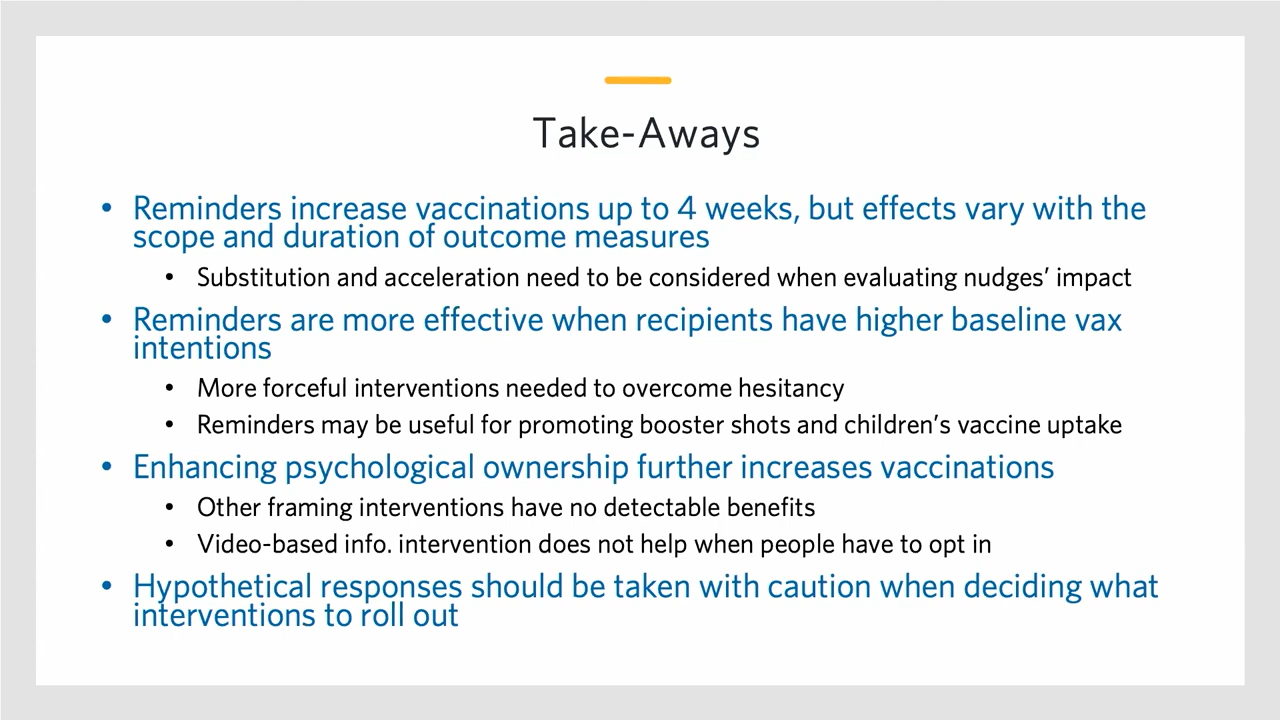 Take-Aways
• Reminders increase vaccinations up to 4 weeks, but effects vary with the
scope and duration of outcome measures
• Substitution and acceleration need to be considered when evaluating nudges’ impact
• Reminders are more effective when recipients have higher baseline vax
intentions
• More forceful interventions needed to overcome hesitancy
• Reminders may be useful for promoting booster shots and children’s vaccine uptake
• Enhancing psychological ownership further increases vaccinations
• Other framing interventions have no detectable benefits
• Video-based info. intervention does not help when people have to opt in
• Hypothetical responses should be taken with caution when deciding what
interventions to roll out